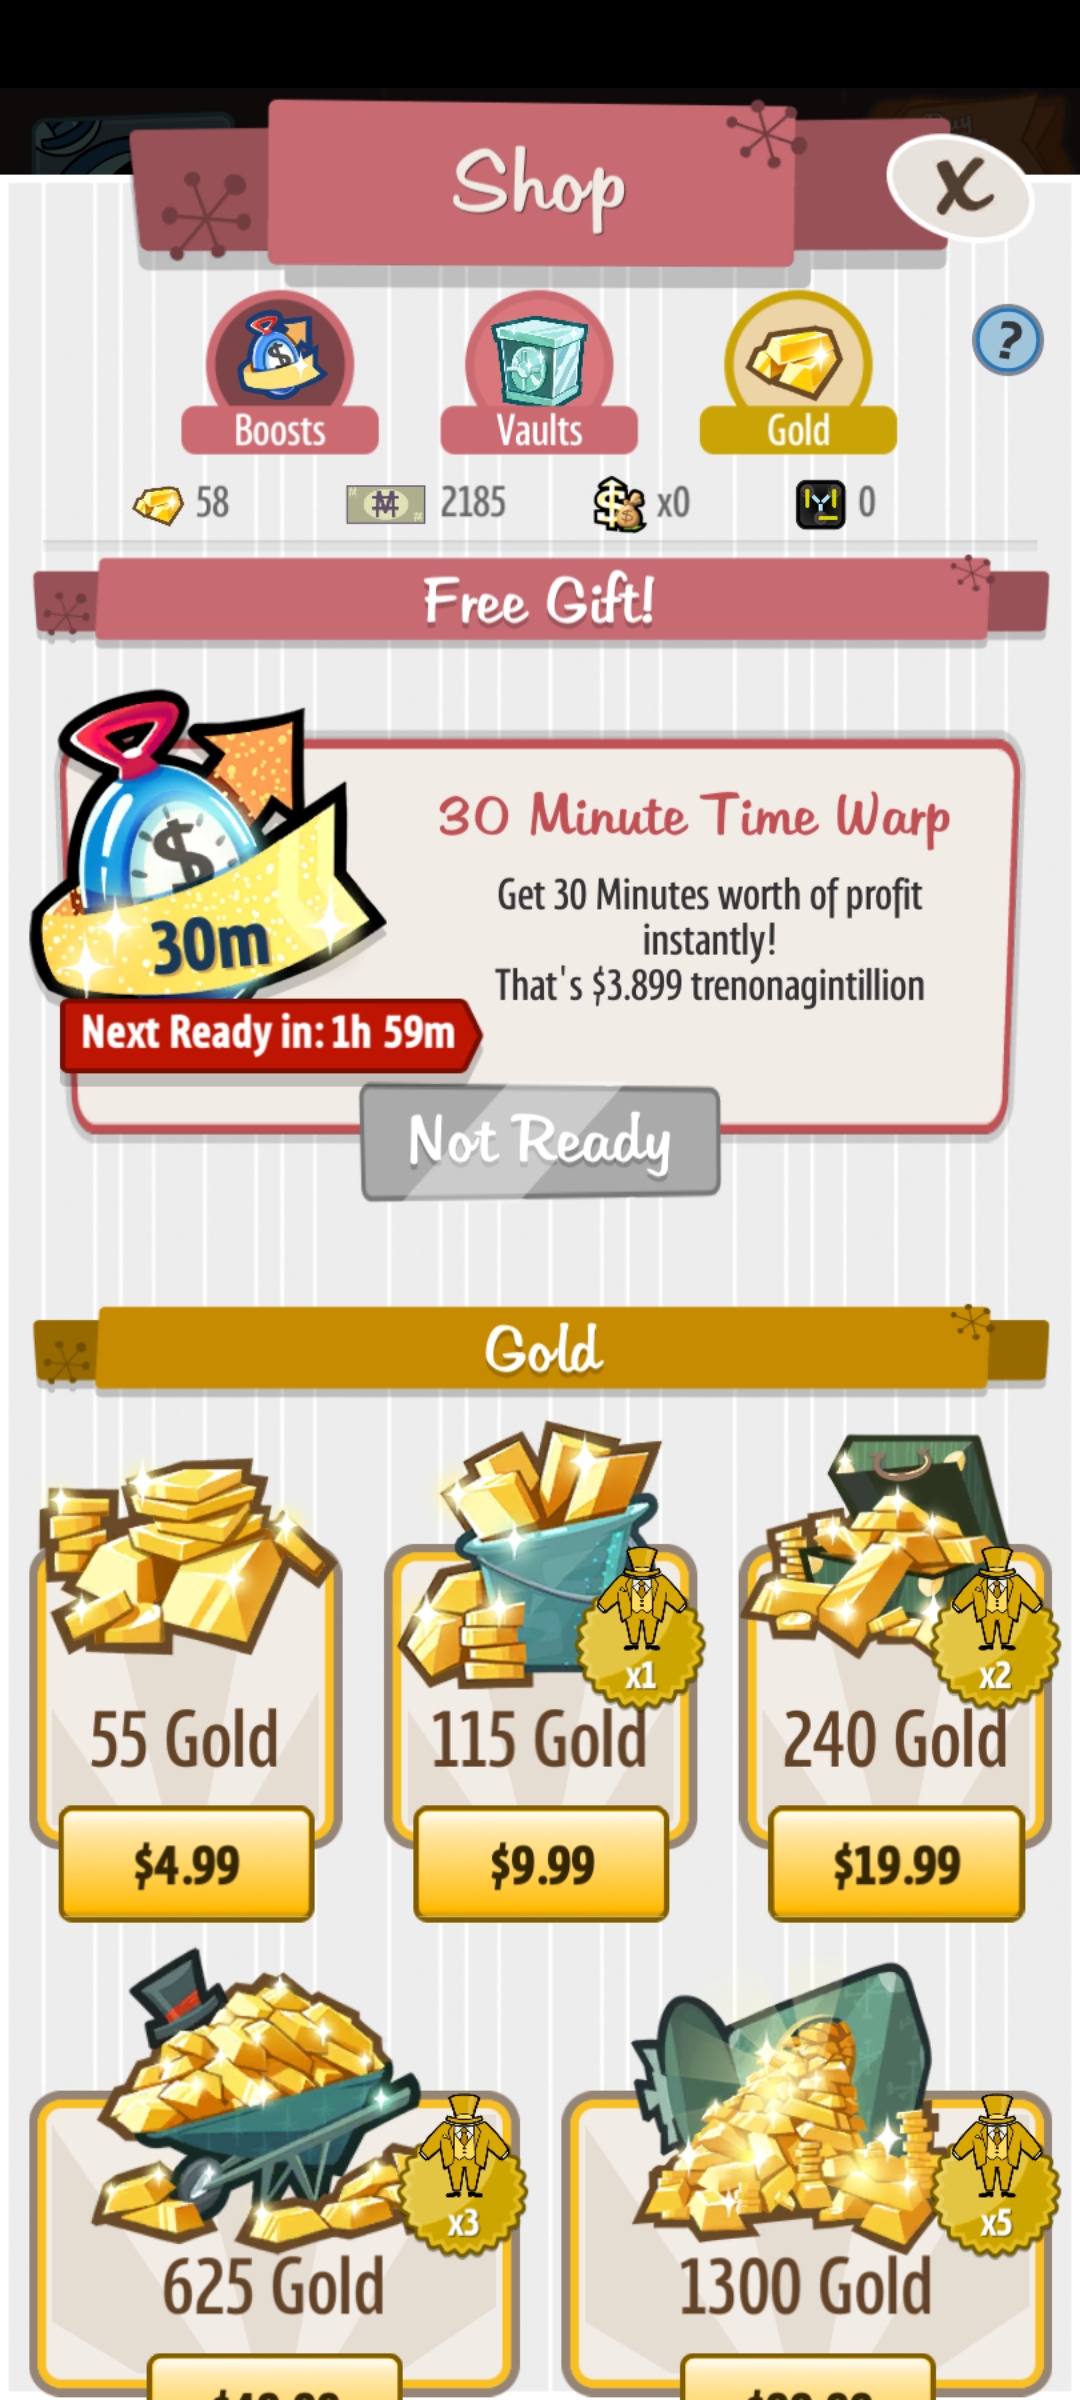 Shop
X
Boosts
Vaults
Gold
?
58
2185
x0
0
Free Gift!
30 Minute Time Warp
Get 30 Minutes worth of profit
instantly!
That's $3.899 trenonagintillion
30m
Next Ready in: 1h 59m
Not Ready
Gold
x1
x2
55 Gold
115 Gold
240 Gold
$4.99
$9.99
$19.99
x3
x5
625 Gold
1300 Gold